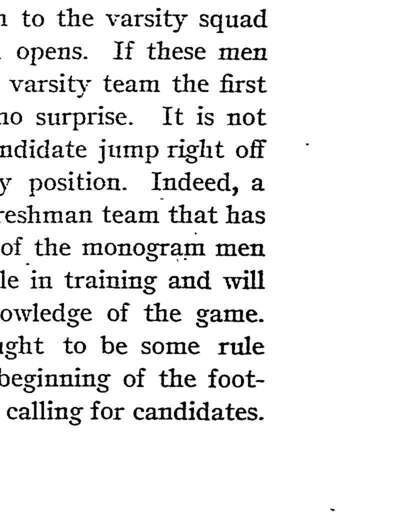 to the varsity squad
opens. If these men
varsity team the first
no surprise. It is not
ndidate jump right off
y position. Indeed, a
reshman team that has
of the monogram men
le in training and will
owledge of the game.
ught to be some rule
beginning of the foot-
calling for candidates.